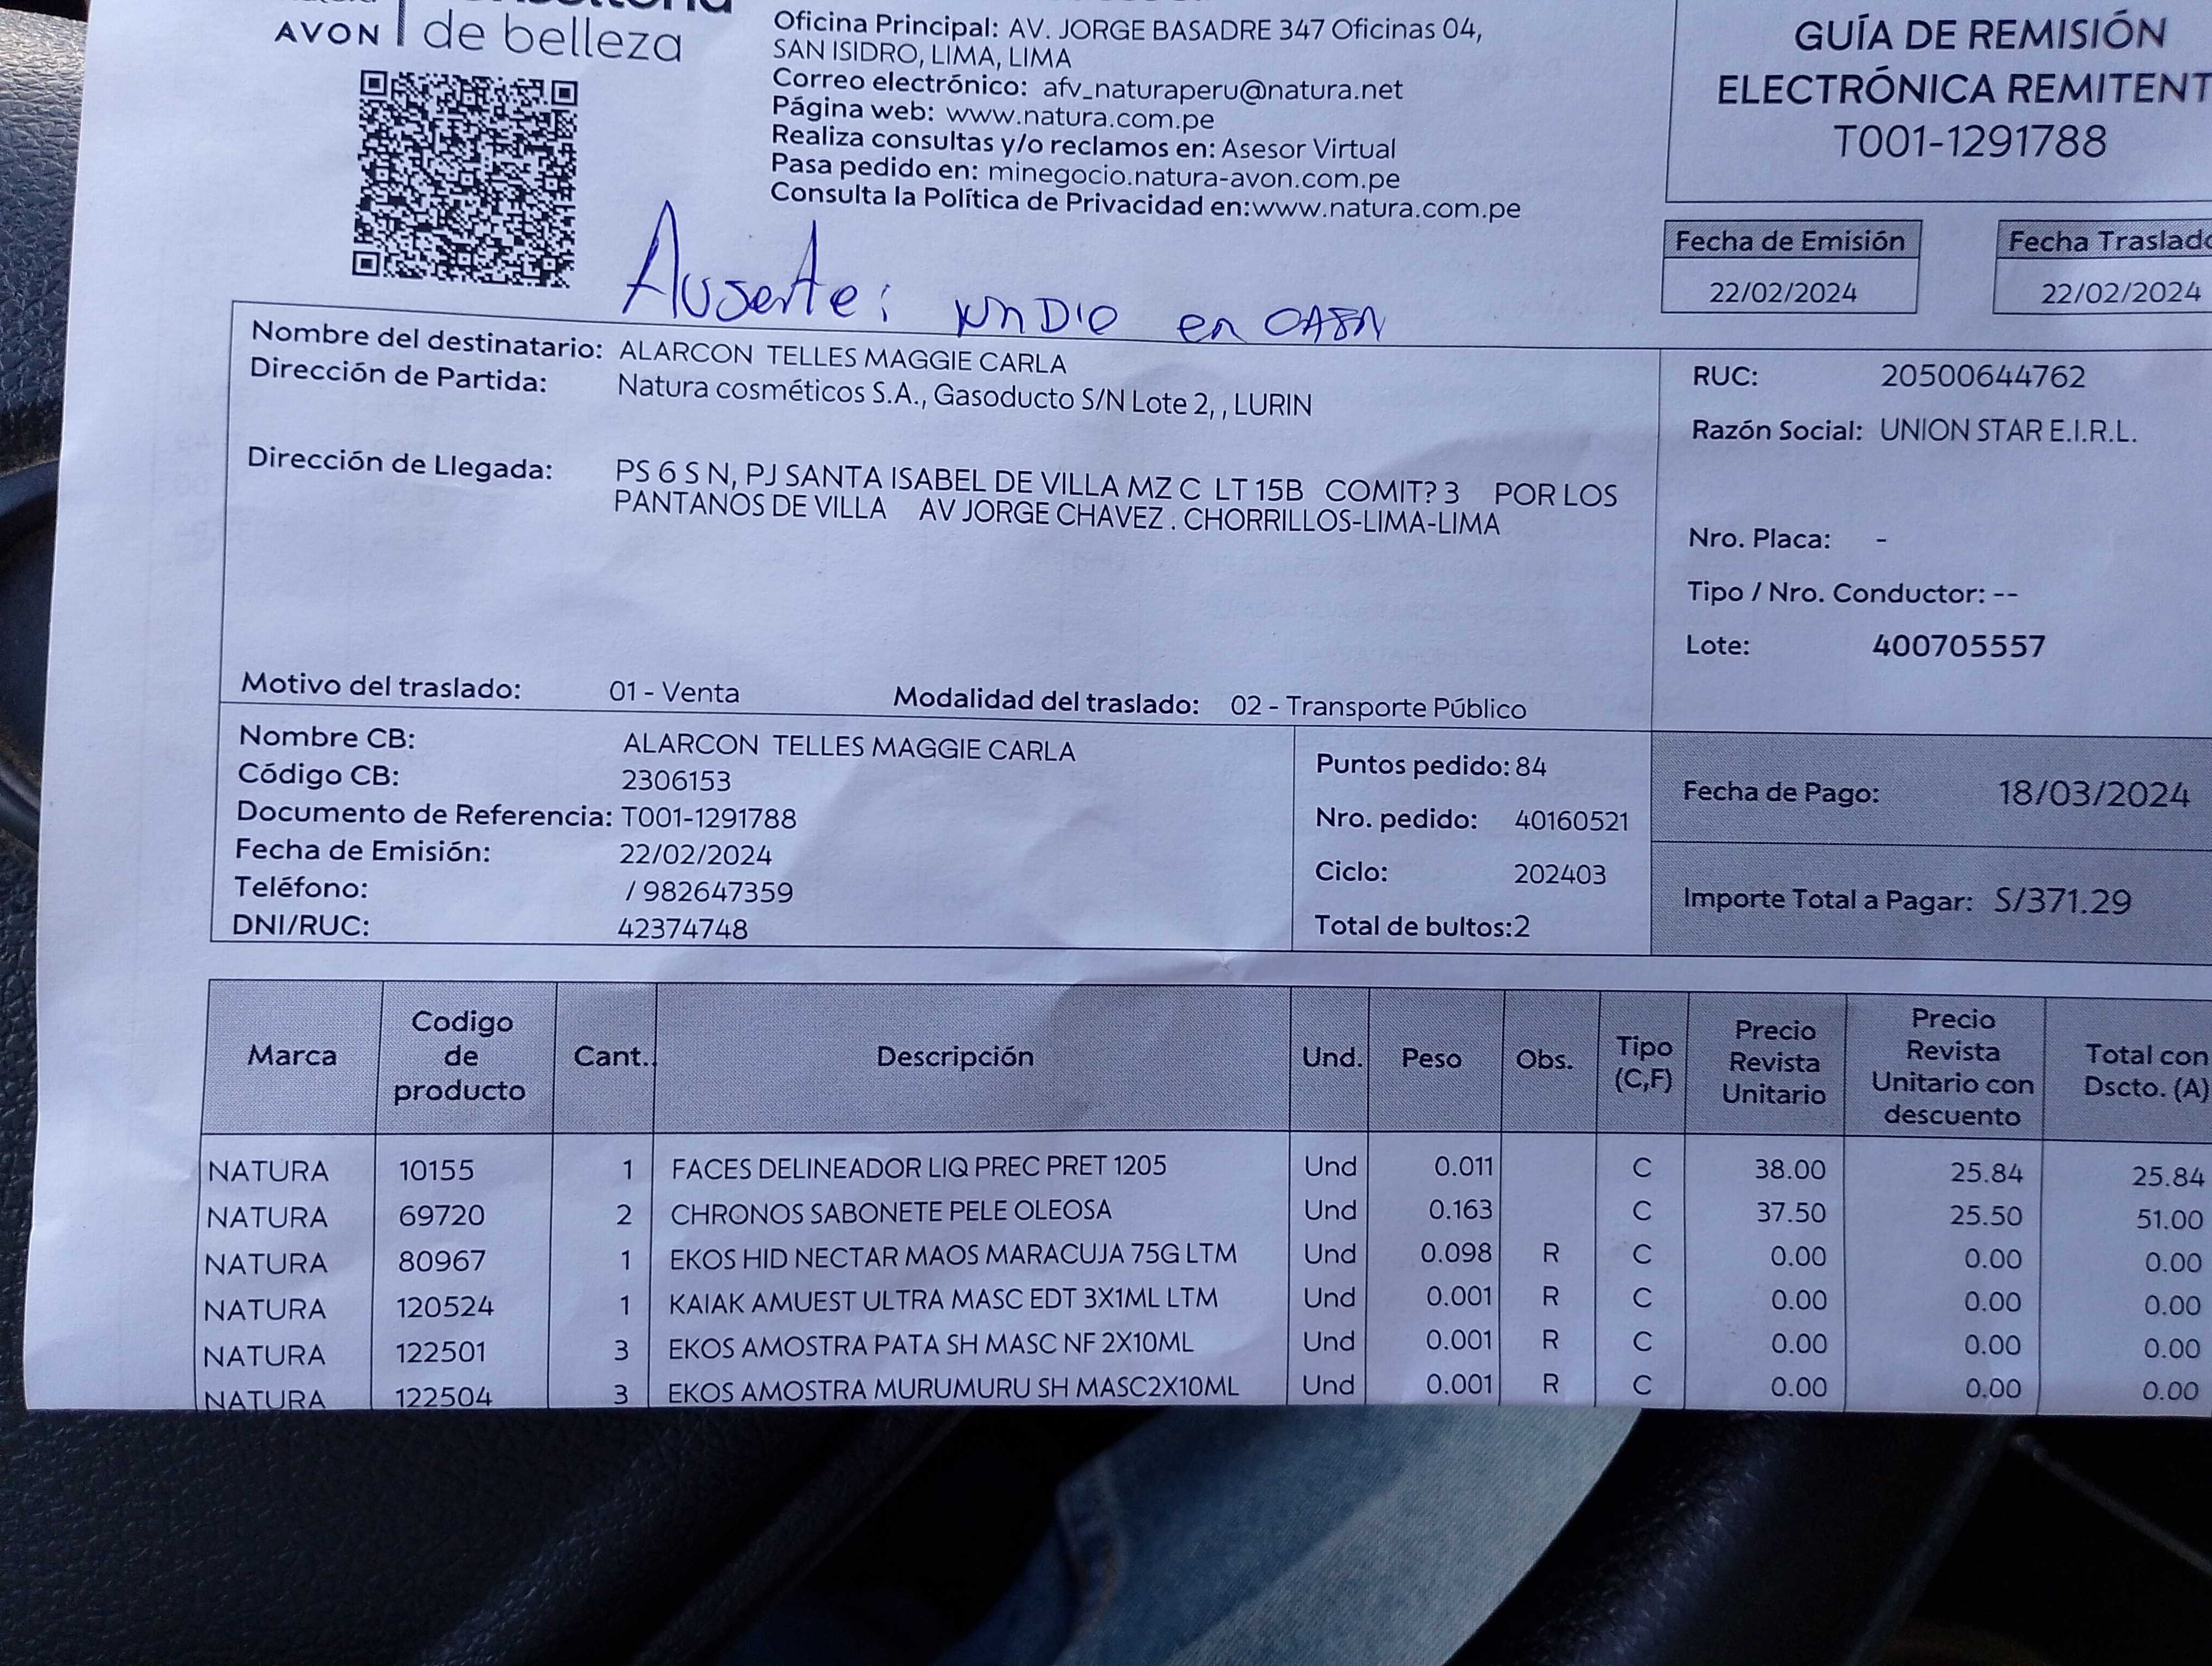 AVON de belleza
Oficina Principal: AV. JORGE BASADRE 347 Oficinas 04,
SAN ISIDRO, LIMA, LIMA
Correo electrónico: afv_naturaperu@natura.net
Página web: www.natura.com.pe
Realiza consultas y/o reclamos en: Asesor Virtual
Pasa pedido en: minegocio.natura-avon.com.pe
Consulta la Política de Privacidad en:www.natura.com.pe
GUÍA DE REMISIÓN
ELECTRÓNICA REMITENT
T001-1291788
Fecha de Emisión Fecha Traslado
22/02/2024 22/02/2024
Ausente: en CASA
Nombre del destinatario: ALARCON TELLES MAGGIE CARLA
Dirección de Partida: Natura cosméticos S.A., Gasoducto S/N Lote 2, , LURIN
Dirección de Llegada: PS 6 S N, PJ SANTA ISABEL DE VILLA MZ C LT 15B COMIT? 3 POR LOS
PANTANOS DE VILLA AV JORGE CHAVEZ . CHORRILLOS-LIMA-LIMA
Motivo del traslado: 01 - Venta Modalidad del traslado: 02 - Transporte Público
RUC: 20500644762
Razón Social: UNION STAR E.I.R.L.
Nro. Placa: -
Tipo / Nro. Conductor: --
Lote: 400705557
Nombre CB: ALARCON TELLES MAGGIE CARLA
Código CB: 2306153
Documento de Referencia: T001-1291788
Fecha de Emisión: 22/02/2024
Teléfono: / 982647359
DNI/RUC: 42374748
Puntos pedido: 84
Nro. pedido: 40160521
Ciclo: 202403
Total de bultos:2
Fecha de Pago: 18/03/2024
Importe Total a Pagar: S/371.29
Marca Codigo de producto Cant. Descripción Und. Peso Obs. Tipo (C,F) Precio Revista Unitario Precio Revista Unitario con descuento Total con Dscto. (A)
NATURA 10155 1 FACES DELINEADOR LIQ PREC PRET 1205 Und 0.011 C 38.00 25.84 25.84
NATURA 69720 2 CHRONOS SABONETE PELE OLEOSA Und 0.163 C 37.50 25.50 51.00
NATURA 80967 1 EKOS HID NECTAR MAOS MARACUJA 75G LTM Und 0.098 R C 0.00 0.00 0.00
NATURA 120524 1 KAIAK AMUEST ULTRA MASC EDT 3X1ML LTM Und 0.001 R C 0.00 0.00 0.00
NATURA 122501 3 EKOS AMOSTRA PATA SH MASC NF 2X10ML Und 0.001 R C 0.00 0.00 0.00
NATURA 122504 3 EKOS AMOSTRA MURUMURU SH MASC2X10ML Und 0.001 R C 0.00 0.00 0.00